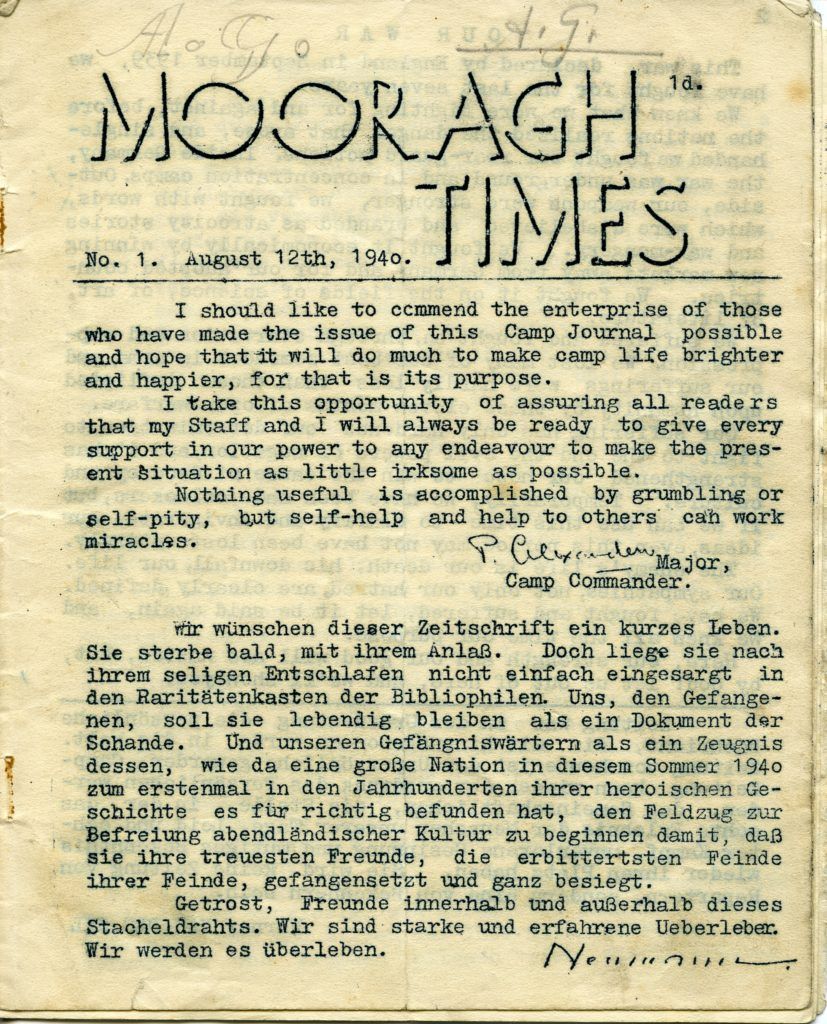 A. G.
MOORAGH 1d.
TIMES
No. 1. August 12th, 1940.
I should like to commend the enterprise of those
who have made the issue of this Camp Journal possible
and hope that it will do much to make camp life brighter
and happier, for that is its purpose.
I take this opportunity of assuring all readers
that my Staff and I will always be ready to give every
support in our power to any endeavour to make the pres-
ent situation as little irksome as possible.
Nothing useful is accomplished by grumbling or
self-pity, but self-help and help to others can work
miracles.
P. Alexander Major,
Camp Commander.
Wir wünschen dieser Zeitschrift ein kurzes Leben.
Sie sterbe bald, mit ihrem Anlaß. Doch liege sie nach
ihrem seligen Entschlafen nicht einfach eingesargt in
den Raritätenkasten der Bibliophilen. Uns, den Gefange-
nen, soll sie lebendig bleiben als ein Dokument der
Schande. Und unseren Gefängniswärtern als ein Zeugnis
dessen, wie da eine große Nation in diesem Sommer 1940
zum erstenmal in den Jahrhunderten ihrer heroischen Ge-
schichte es für richtig befunden hat, den Feldzug zur
Befreiung abendländischer Kultur zu beginnen damit, daß
sie ihre treuesten Freunde, die erbittertsten Feinde
ihrer Feinde, gefangensetzt und ganz besiegt.
Getrost, Freunde innerhalb und außerhalb dieses
Stacheldrahts. Wir sind starke und erfahrene Ueberleber.
Wir werden es überleben.
Neumann